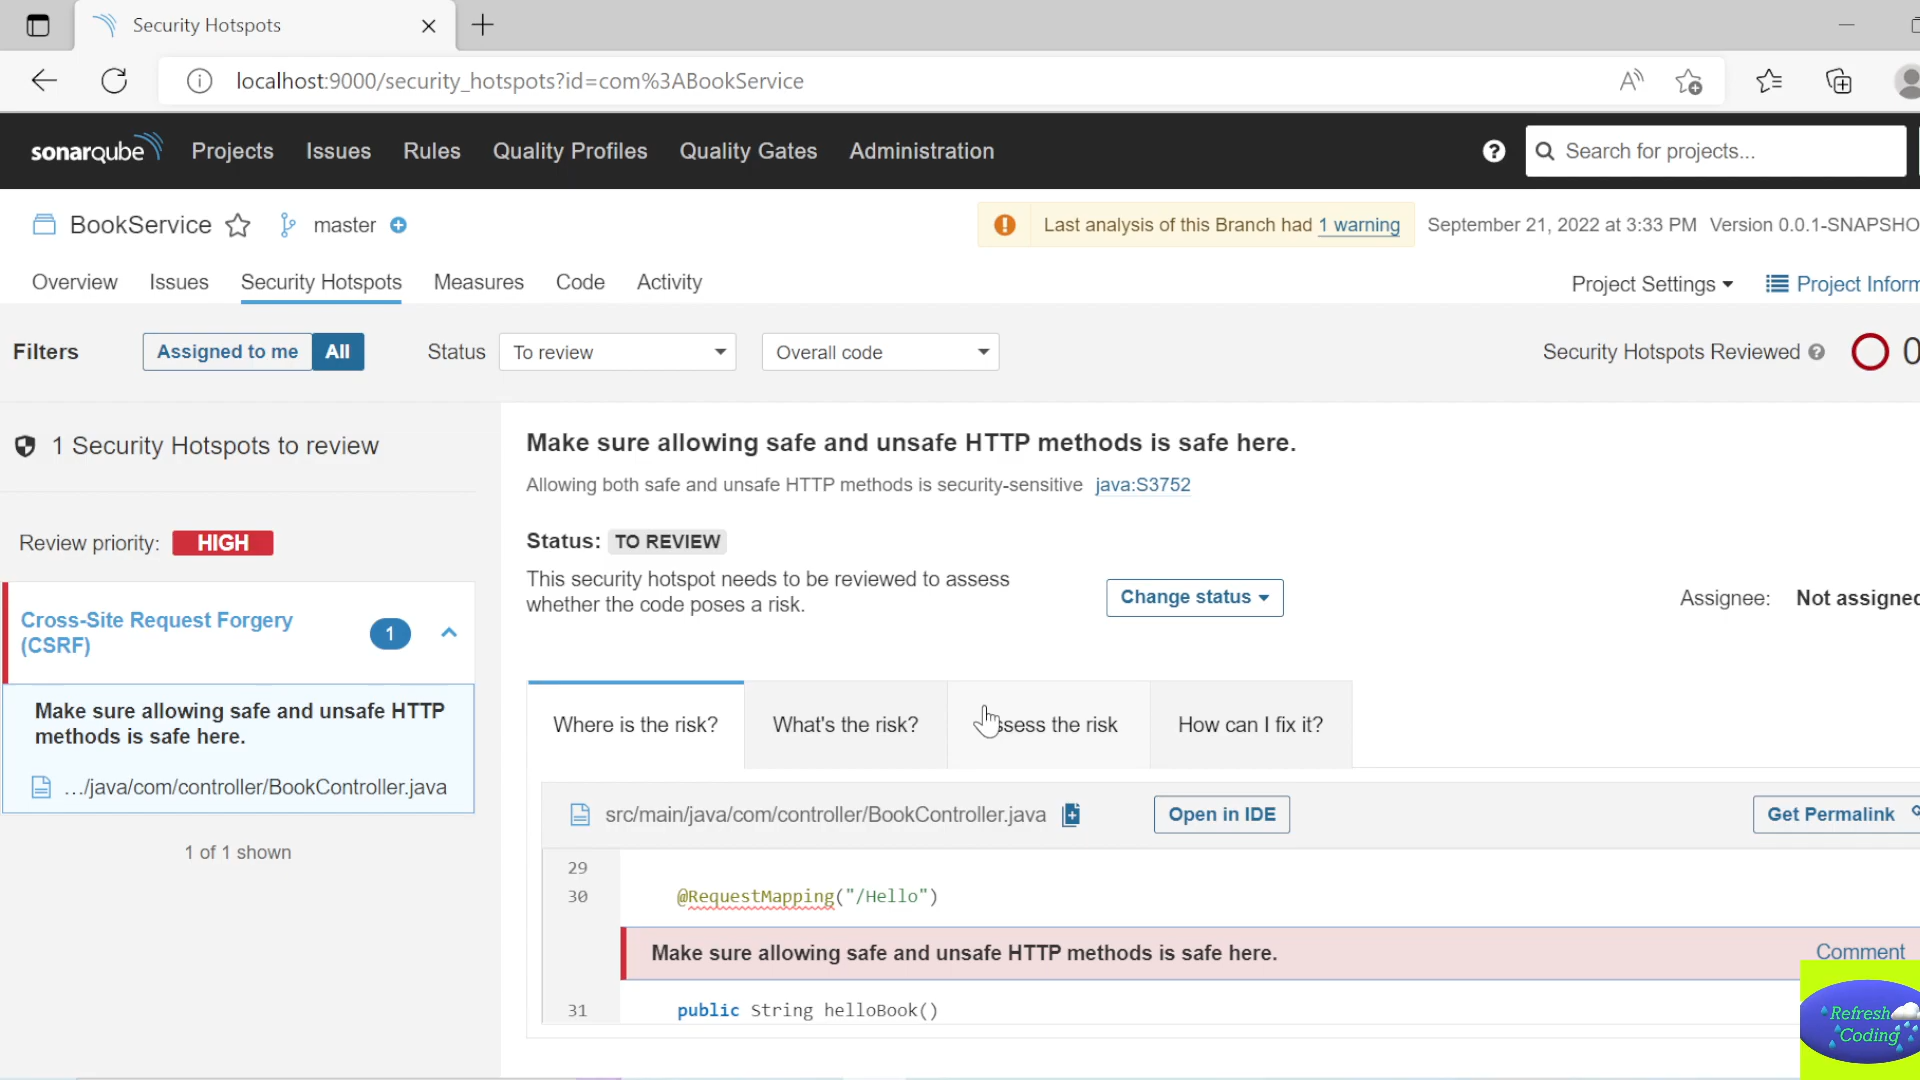 Security Hotspots
localhost:9000/security_hotspots?id=com%3ABookService
sonarqube Projects Issues Rules Quality Profiles Quality Gates Administration Search for projects...
BookService master Last analysis of this Branch had 1 warning September 21, 2022 at 3:33 PM Version 0.0.1-SNAPSHO
Overview Issues Security Hotspots Measures Code Activity Project Settings Project Inform
Filters Assigned to me All Status To review Overall code Security Hotspots Reviewed 0
1 Security Hotspots to review
Review priority: HIGH
Cross-Site Request Forgery
(CSRF)
1
Make sure allowing safe and unsafe HTTP
methods is safe here.
.../java/com/controller/BookController.java
1 of 1 shown
Make sure allowing safe and unsafe HTTP methods is safe here.
Allowing both safe and unsafe HTTP methods is security-sensitive java:S3752
Status: TO REVIEW
This security hotspot needs to be reviewed to assess
whether the code poses a risk.
Change status
Assignee: Not assigned
Where is the risk? What's the risk? ssess the risk How can I fix it?
src/main/java/com/controller/BookController.java Open in IDE Get Permalink
29
30 @RequestMapping("/Hello")
Make sure allowing safe and unsafe HTTP methods is safe here. Comment
31 public String helloBook()
Refresh
Coding